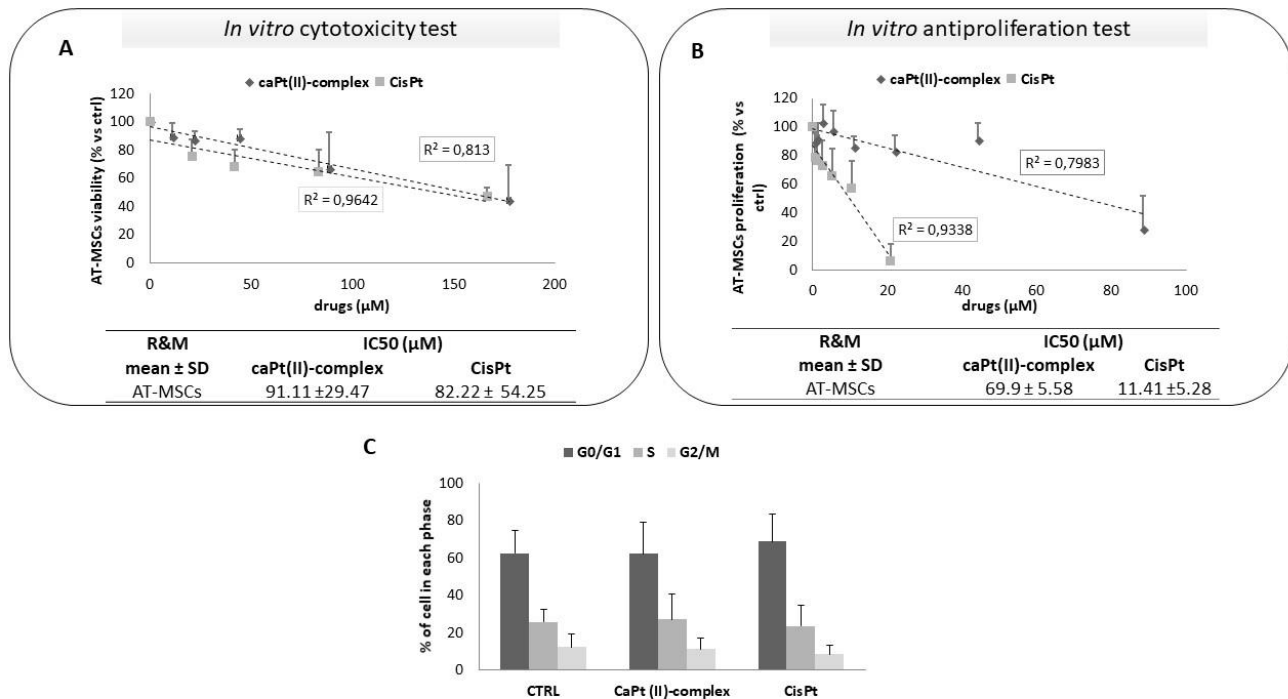 A
In vitro cytotoxicity test
caPt(II)-complex CisPt
AT-MSCs viability (% vs ctrl)
120
100
80
60
40
20
0
R² = 0,813
R² = 0,9642
0 50 100 150 200
drugs (µM)
R&M IC50 (µM)
mean ± SD caPt(II)-complex CisPt
AT-MSCs 91.11 ±29.47 82.22 ± 54.25
B
In vitro antiproliferation test
caPt(II)-complex CisPt
AT-MSCs proliferation (% vs
ctrl)
120
100
80
60
40
20
0
R² = 0,7983
R² = 0,9338
0 20 40 60 80 100
drugs (µM)
R&M IC50 (µM)
mean ± SD caPt(II)-complex CisPt
AT-MSCs 69.9 ± 5.58 11.41 ±5.28
C
G0/G1 S G2/M
% of cell in each phase
100
80
60
40
20
0
CTRL CaPt (II)-complex CisPt